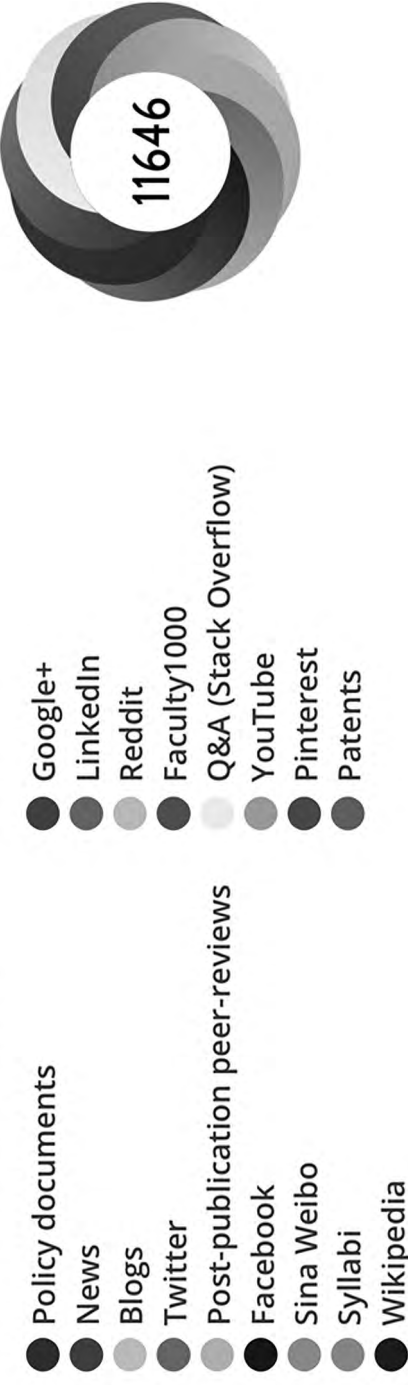 Policy documents
News
Blogs
Twitter
Post-publication peer-reviews
Facebook
Sina Weibo
Syllabi
Wikipedia
Google+
LinkedIn
Reddit
Faculty1000
Q&A (Stack Overflow)
YouTube
Pinterest
Patents
11646